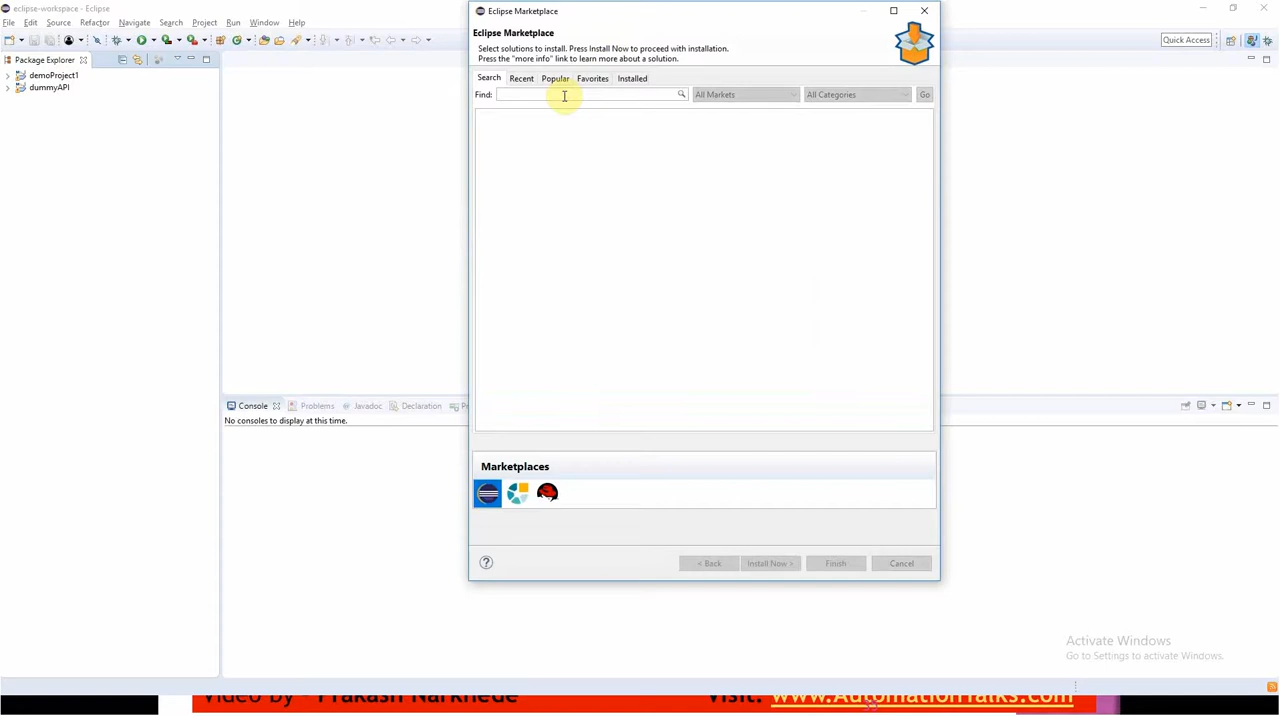 eclipse-workspace - Eclipse
File Edit Source Refactor Navigate Search Project Run Window Help
Quick Access
Package Explorer
demoProject1
dummyAPI
Eclipse Marketplace
Eclipse Marketplace
Select solutions to install. Press Install Now to proceed with installation.
Press the "more info" link to learn more about a solution.
Search Recent Popular Favorites Installed
Find: All Markets All Categories Go
Console Problems Javadoc Declaration
No consoles to display at this time.
Marketplaces
< Back Install Now > Finish Cancel
Activate Windows
Go to Settings to activate Windows.
Video by - Prakash Narkhede Visit: www.AutomationTalks.com